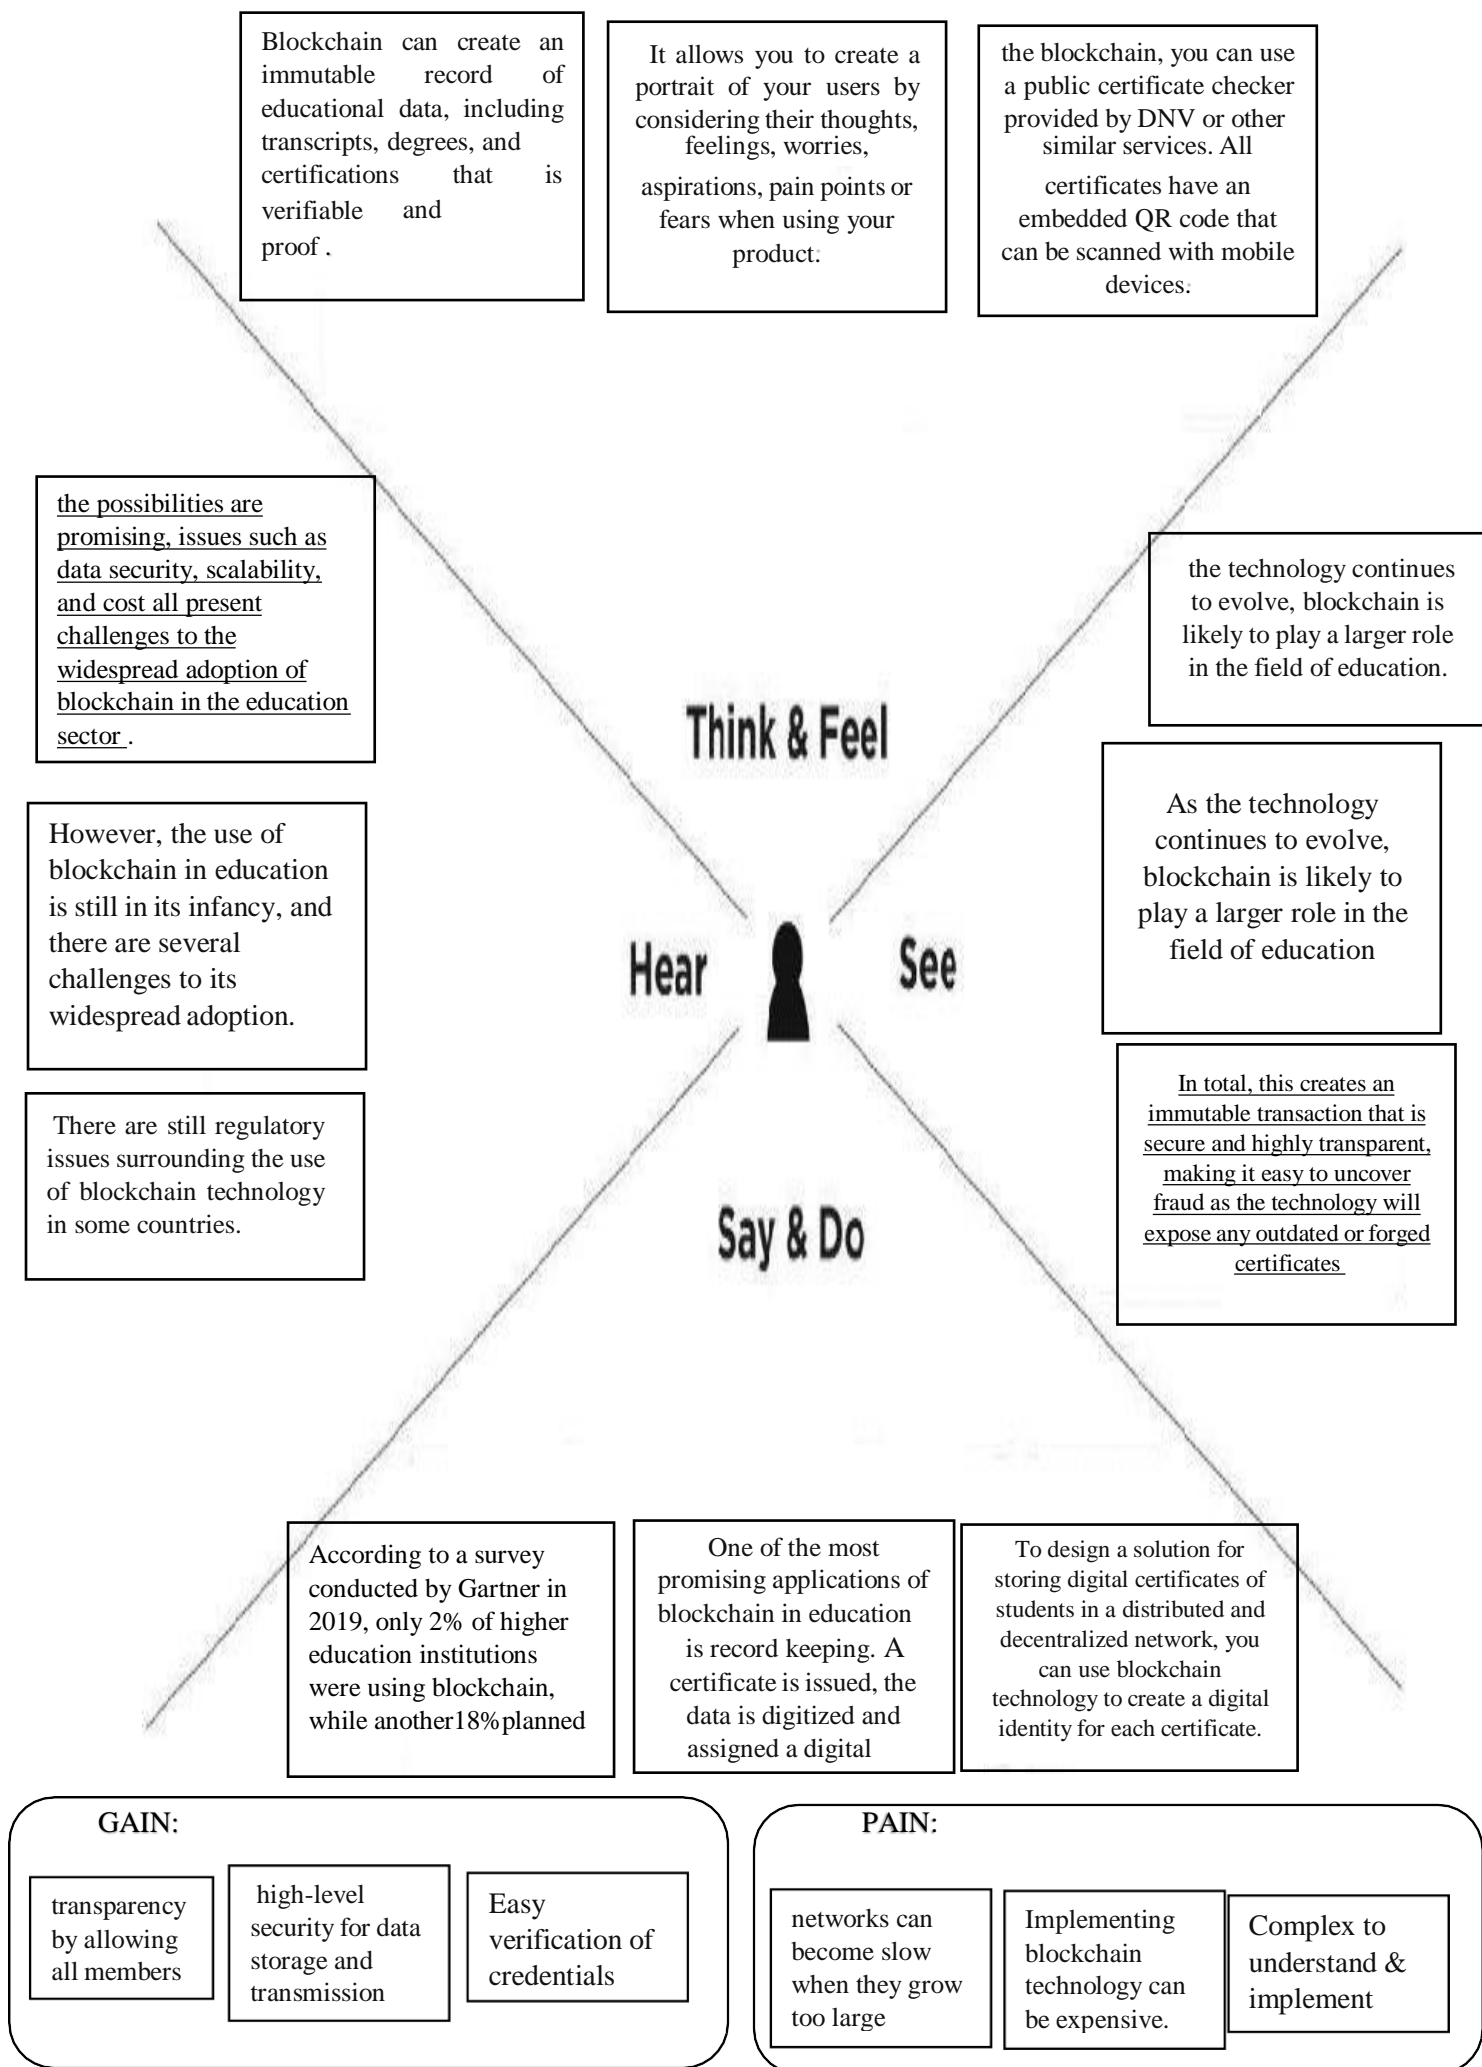 Blockchain can create an
immutable record of
educational data, including
transcripts, degrees, and
certifications that is
verifiable and
proof .
It allows you to create a
portrait of your users by
considering their thoughts,
feelings, worries,
aspirations, pain points or
fears when using your
product.
the blockchain, you can use
a public certificate checker
provided by DNV or other
similar services. All
certificates have an
embedded QR code that
can be scanned with mobile
devices.
the possibilities are
promising, issues such as
data security, scalability,
and cost all present
challenges to the
widespread adoption of
blockchain in the education
sector .
the technology continues
to evolve, blockchain is
likely to play a larger role
in the field of education.
Think & Feel
However, the use of
blockchain in education
is still in its infancy, and
there are several
challenges to its
widespread adoption.
As the technology
continues to evolve,
blockchain is likely to
play a larger role in the
field of education
Hear
See
There are still regulatory
issues surrounding the use
of blockchain technology
in some countries.
In total, this creates an
immutable transaction that is
secure and highly transparent,
making it easy to uncover
fraud as the technology will
expose any outdated or forged
certificates
Say & Do
According to a survey
conducted by Gartner in
2019, only 2% of higher
education institutions
were using blockchain,
while another18%planned
One of the most
promising applications of
blockchain in education
is record keeping. A
certificate is issued, the
data is digitized and
assigned a digital
To design a solution for
storing digital certificates of
students in a distributed and
decentralized network, you
can use blockchain
technology to create a digital
identity for each certificate.
GAIN:
transparency
by allowing
all members
high-level
security for data
storage and
transmission
Easy
verification of
credentials
PAIN:
networks can
become slow
when they grow
too large
Implementing
blockchain
technology can
be expensive.
Complex to
understand &
implement